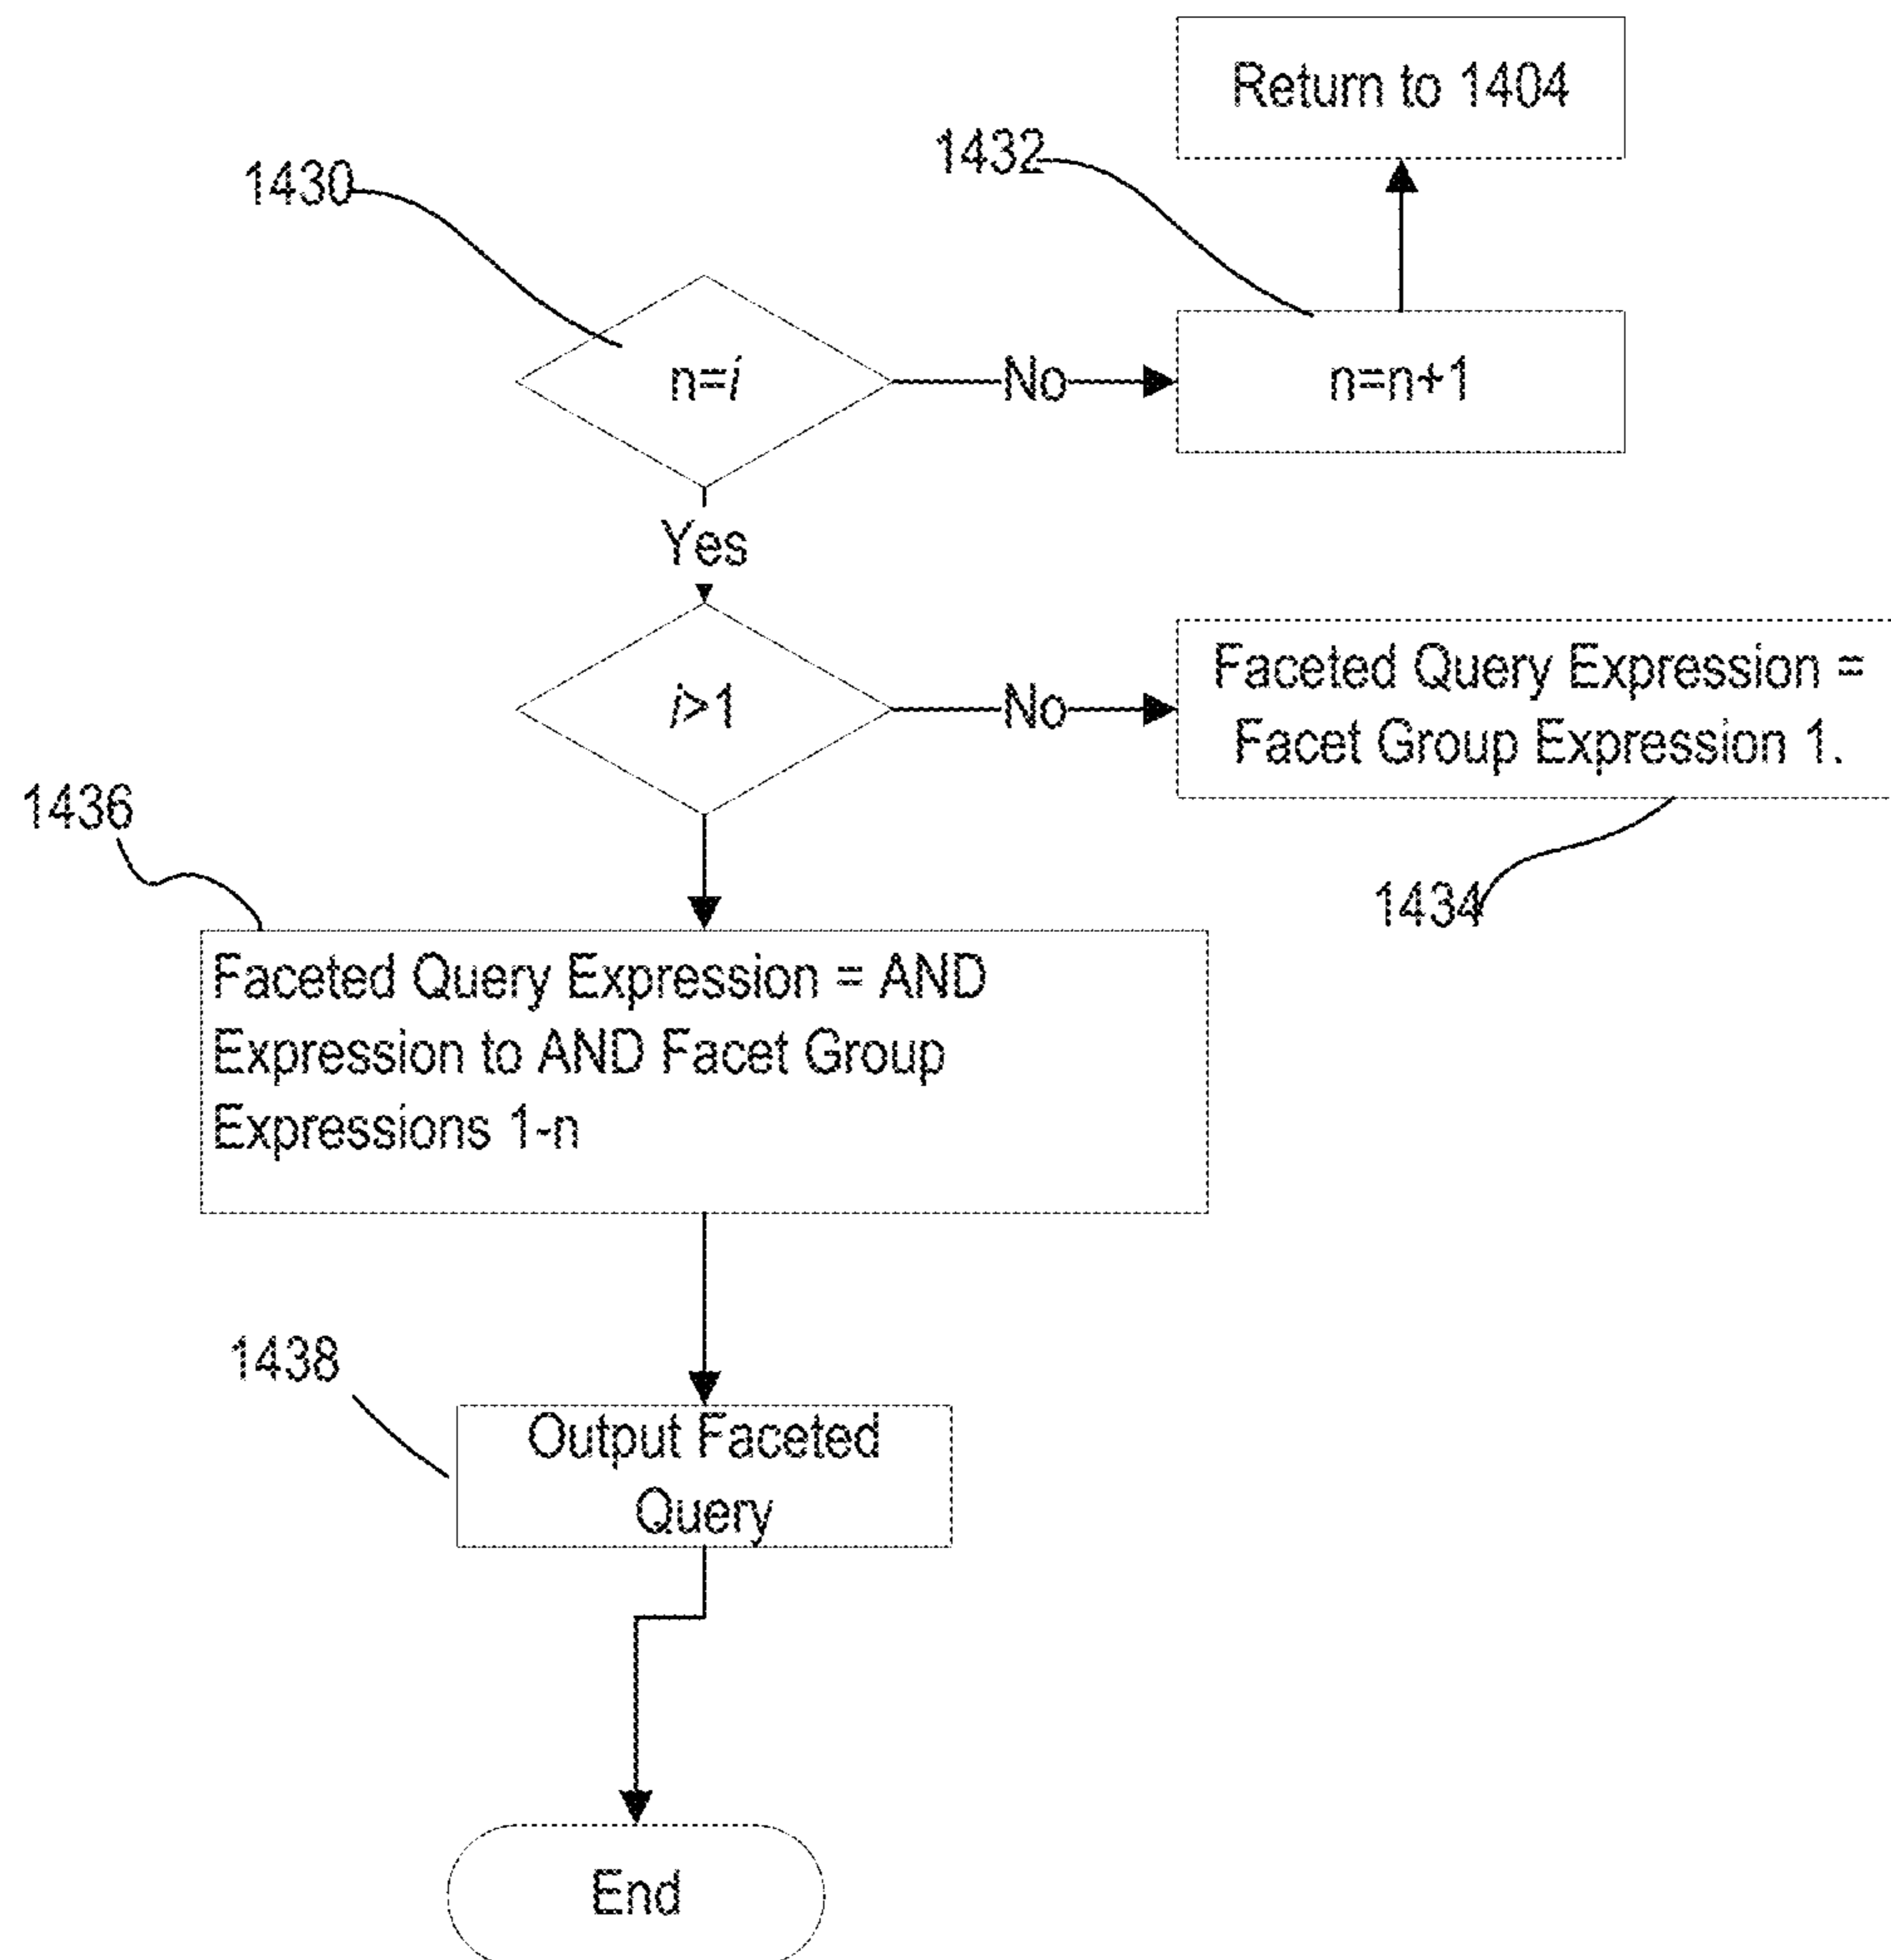 Return to 1404
1432
1430
n=i
No
n=n+1
Yes
i>1
No
Faceted Query Expression =
Facet Group Expression 1.
1436
1434
Faceted Query Expression = AND
Expression to AND Facet Group
Expressions 1-n
1438
Output Faceted
Query
End